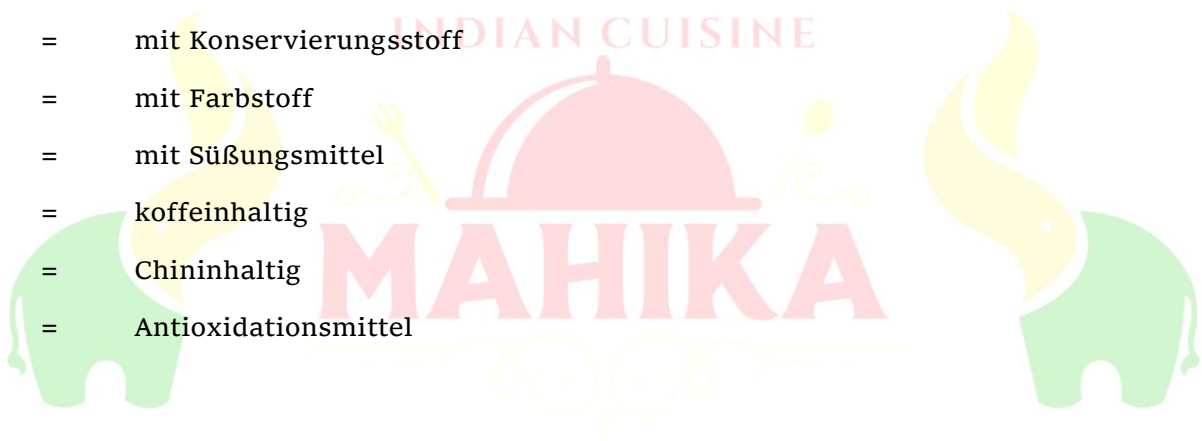 INDIAN CUISINE
= mit Konservierungsstoff
= mit Farbstoff
= mit Süßungsmittel
= koffeinhaltig
MAHIKA
= Chininhaltig
= Antioxidationsmittel